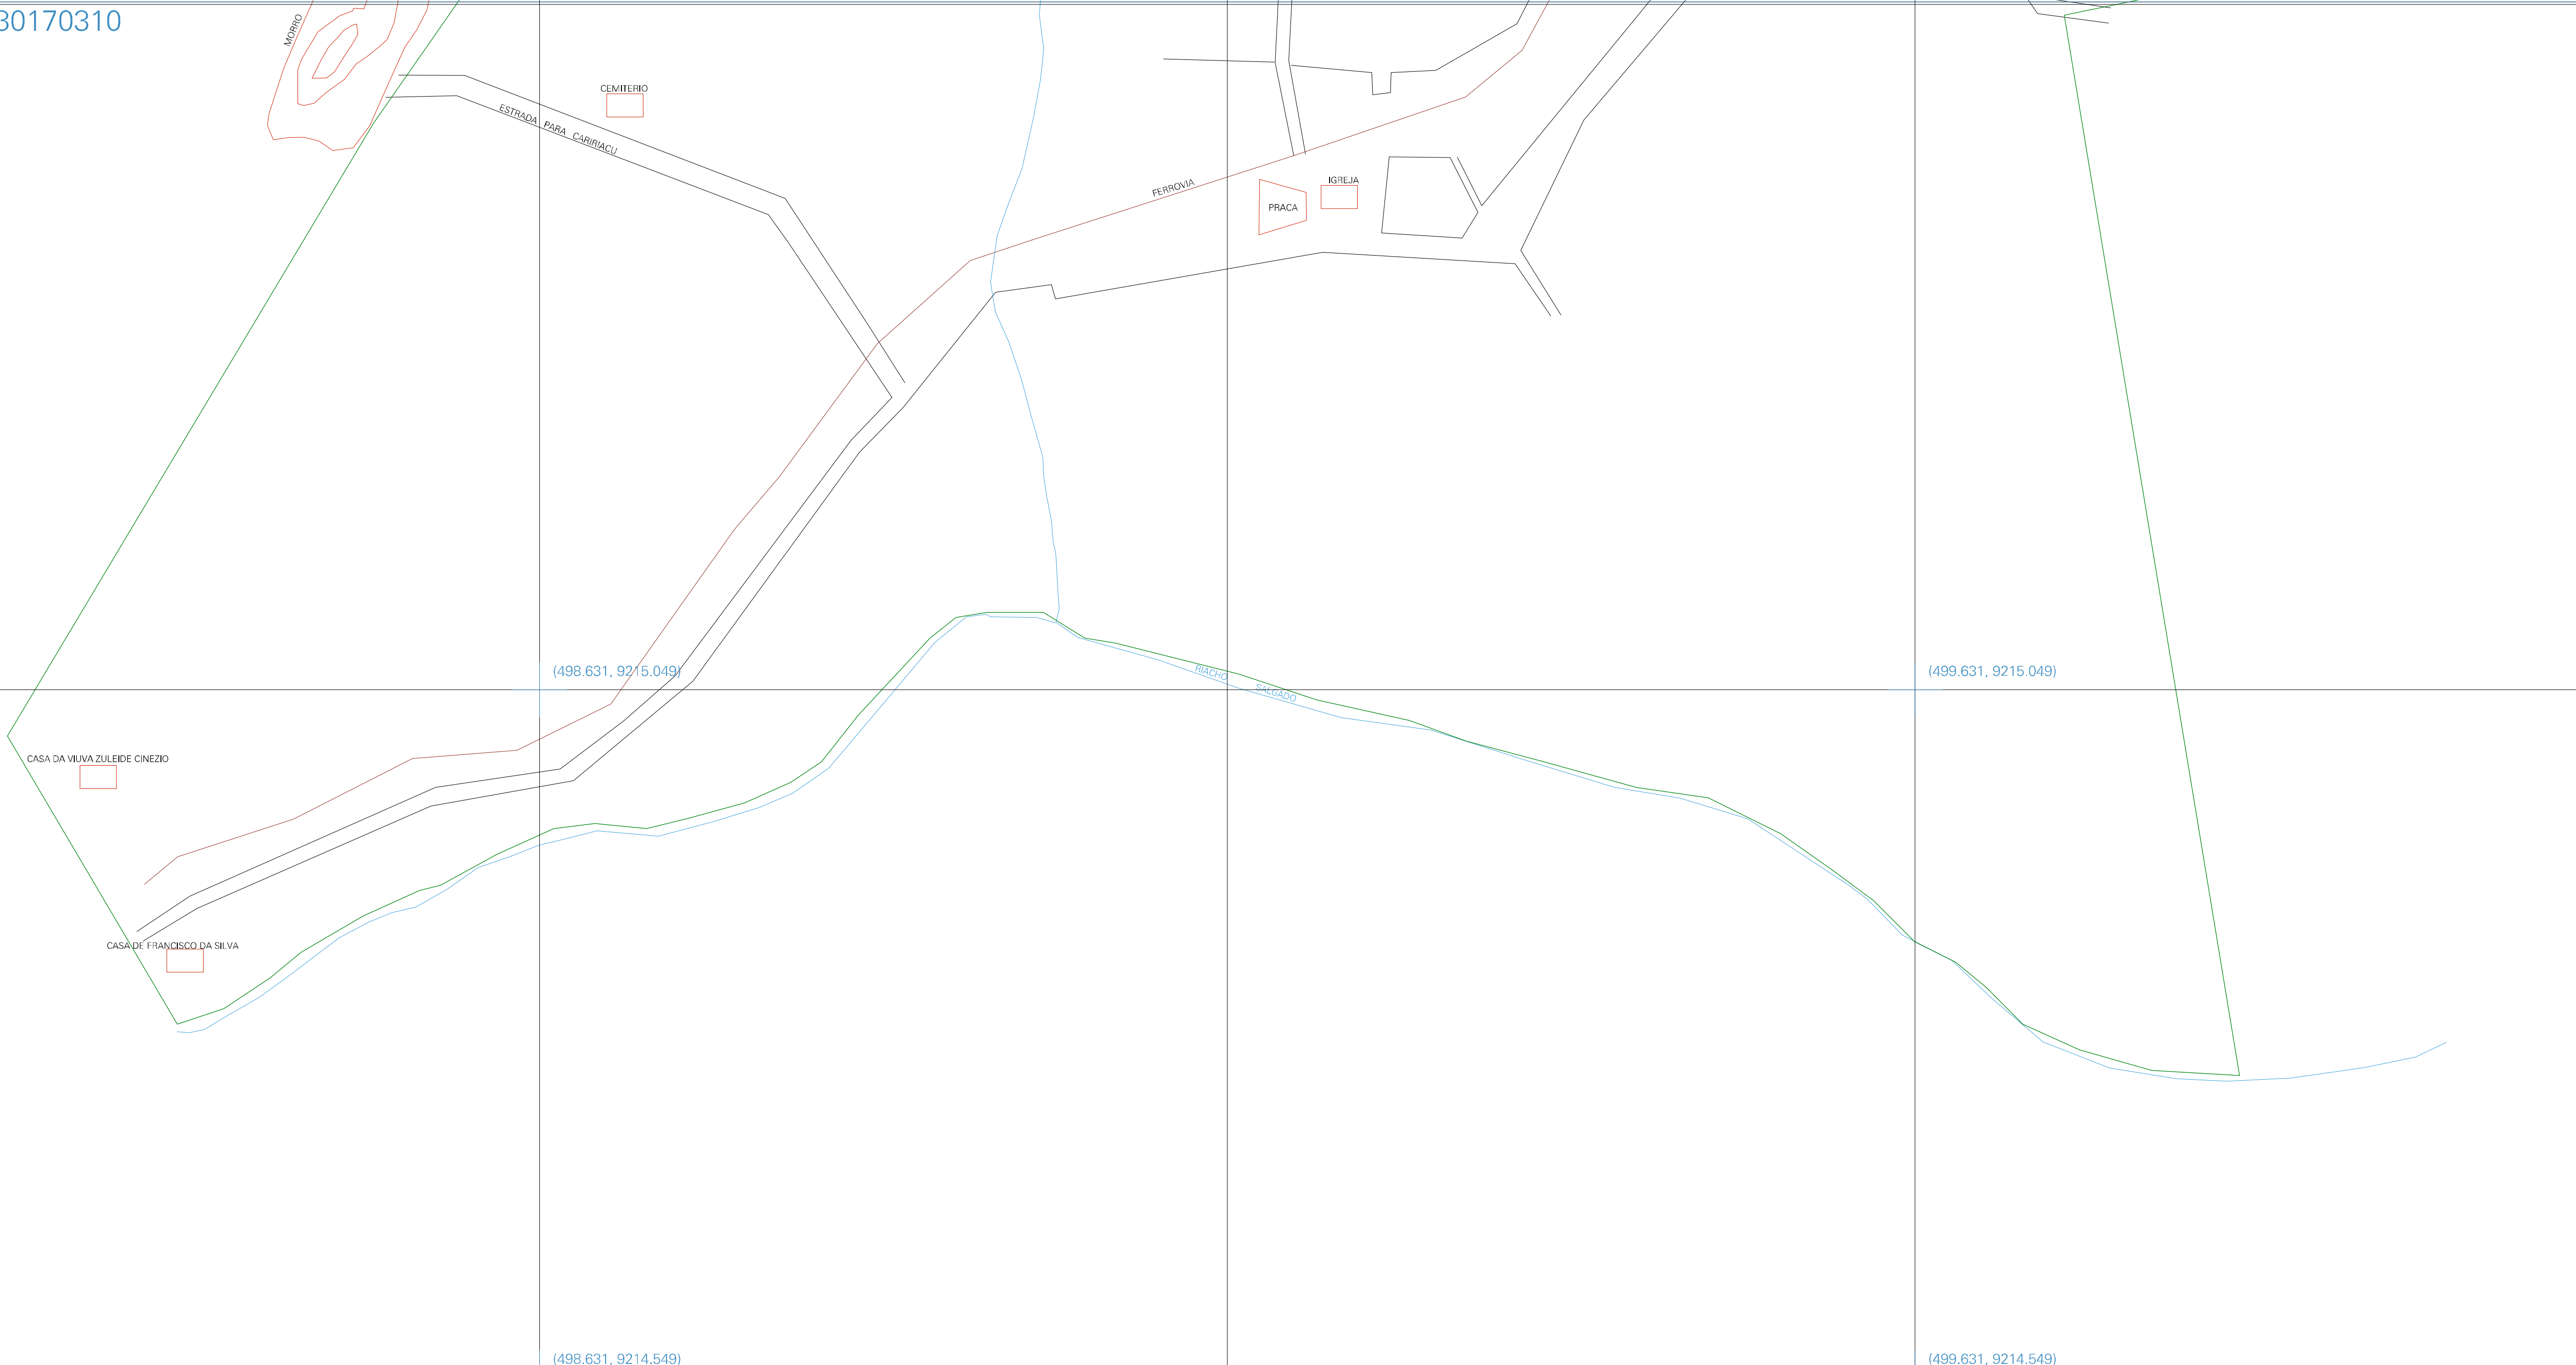 30170310
MORRO
CEMITERIO
ESTRADA PARA CARIRIACU
FERROVIA
IGREJA
PRACA
(498.631, 9215.049)
(499.631, 9215.049)
RIACHO SALGADO
CASA DA VIUVA ZULEIDE CINEZIO
CASA DE FRANCISCO DA SILVA
(498.631, 9214.549)
(499.631, 9214.549)